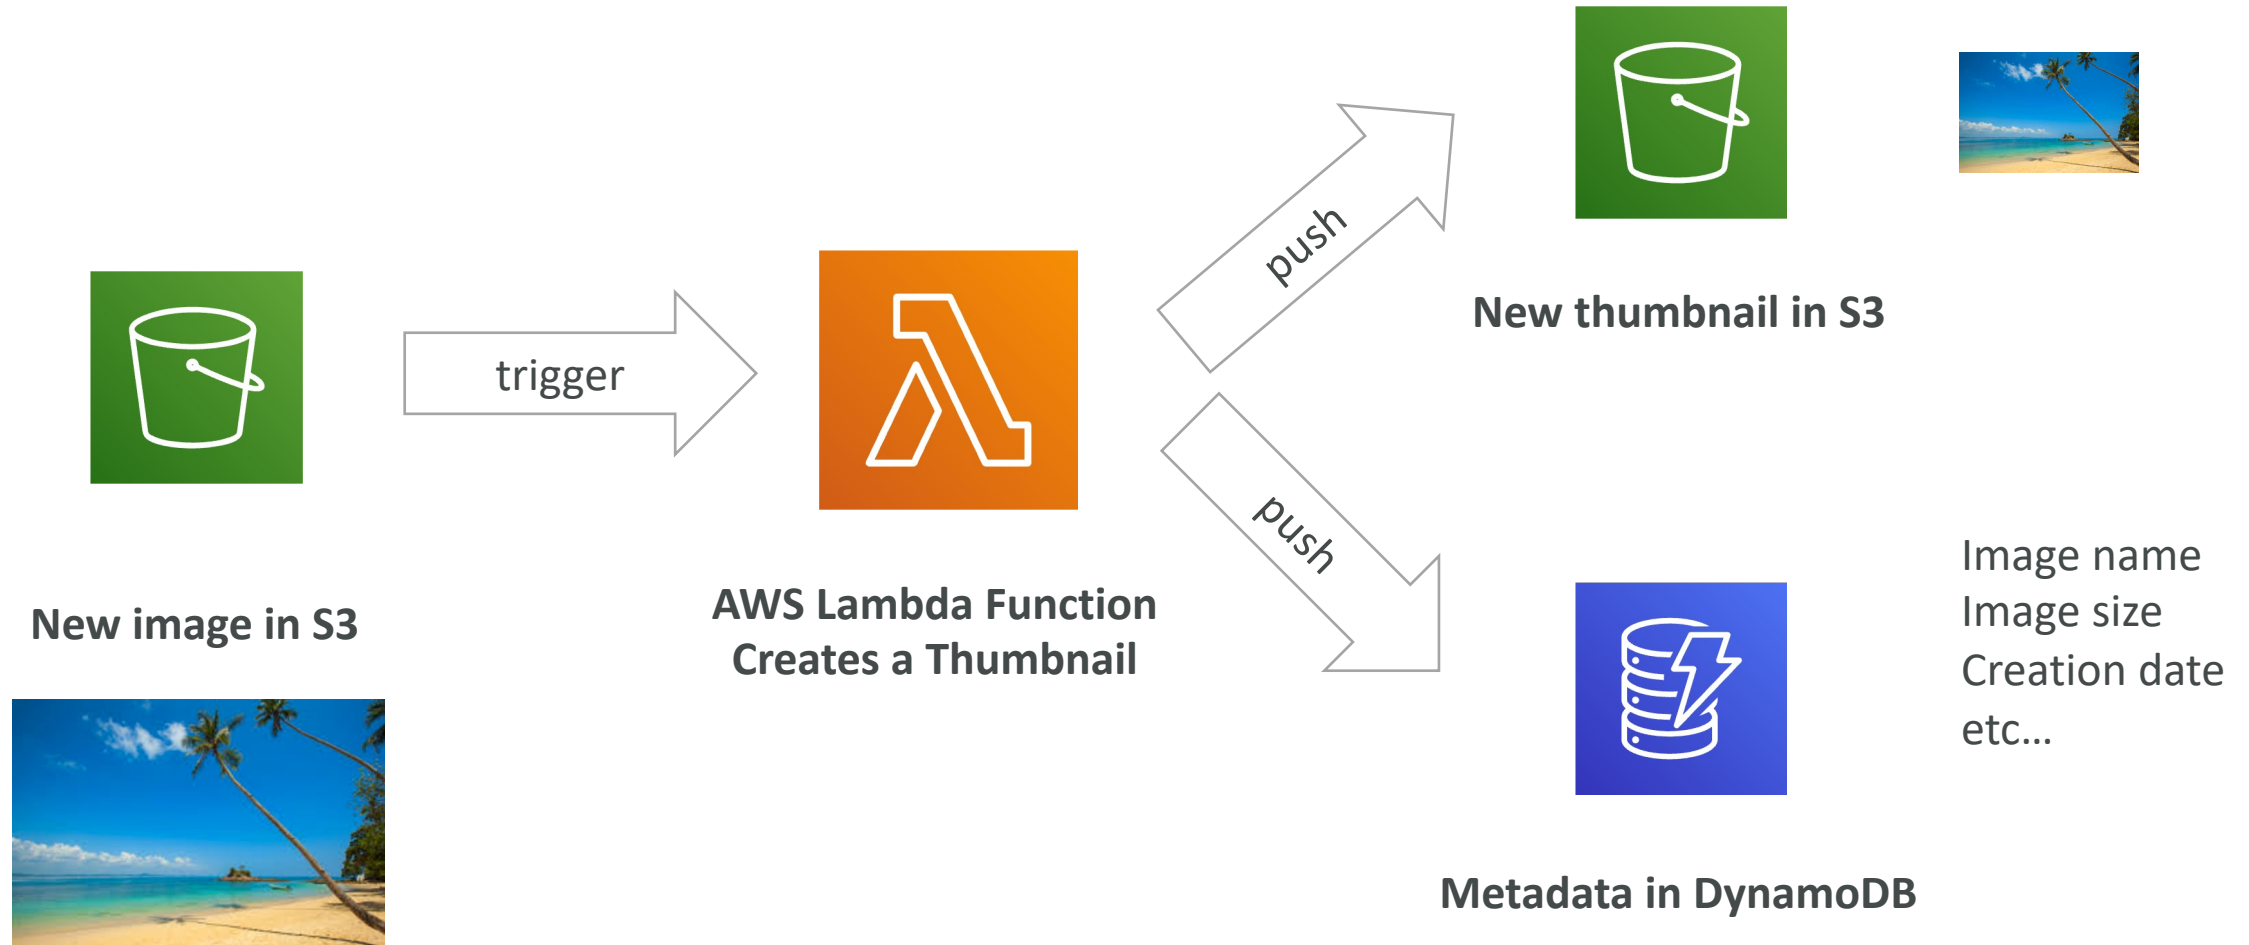 New image in S3
trigger
AWS Lambda Function
Creates a Thumbnail
push
New thumbnail in S3
push
Image name
Image size
Creation date
etc...
Metadata in DynamoDB